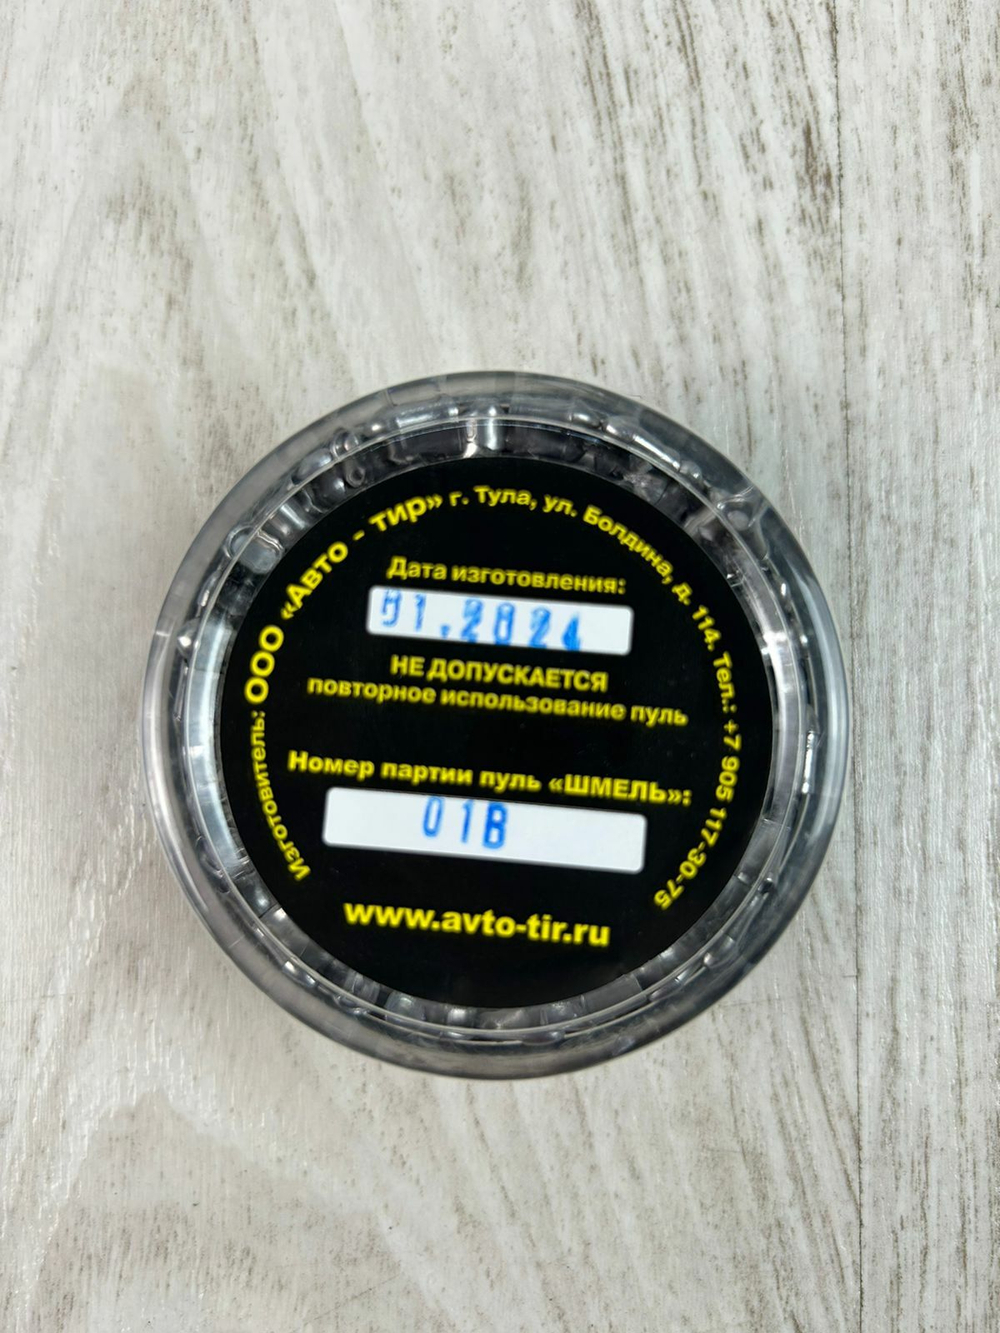 Изготовитель: ООО «Авто - тир» г. Тула, ул. Болдина, д. 114. Тел.: +7 905 117-30-75
Дата изготовления:
01.2024
НЕ ДОПУСКАЕТСЯ
повторное использование пуль
Номер партии пуль «ШМЕЛЬ»:
01В
www.avto-tir.ru